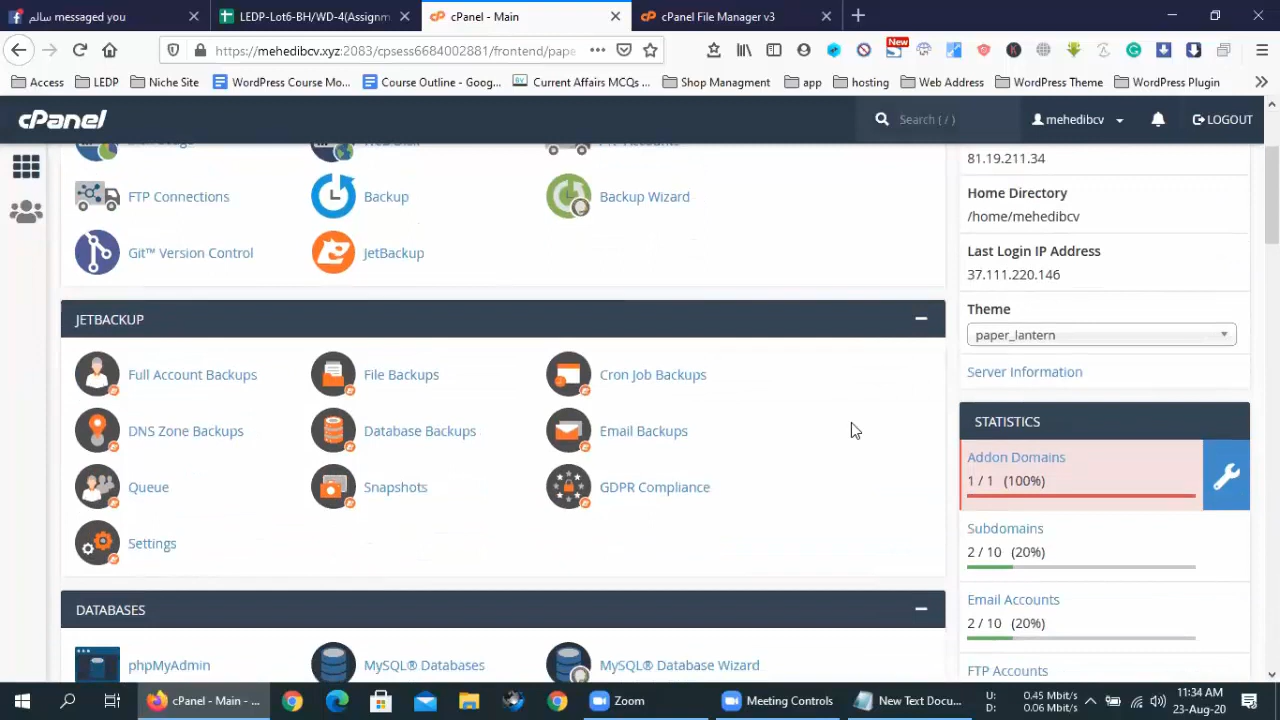 سالم messaged you
LEDP-Lot6-BH/WD-4(Assignm
cPanel - Main
cPanel File Manager v3
https://mehedibcv.xyz:2083/cpsess6684002881/frontend/pape
New
Access
LEDP
Niche Site
WordPress Course Mo...
Course Outline - Goog...
Current Affairs MCQs ...
Shop Managment
app
hosting
Web Address
WordPress Theme
WordPress Plugin
cPanel
Search ( / )
mehedibcv
LOGOUT
FTP Connections
Backup
Backup Wizard
Git™ Version Control
JetBackup
JETBACKUP
Full Account Backups
File Backups
Cron Job Backups
DNS Zone Backups
Database Backups
Email Backups
Queue
Snapshots
GDPR Compliance
Settings
DATABASES
phpMyAdmin
MySQL® Databases
MySQL® Database Wizard
81.19.211.34
Home Directory
/home/mehedibcv
Last Login IP Address
37.111.220.146
Theme
paper_lantern
Server Information
STATISTICS
Addon Domains
1 / 1 (100%)
Subdomains
2 / 10 (20%)
Email Accounts
2 / 10 (20%)
FTP Accounts
cPanel - Main - ...
Zoom
Meeting Controls
New Text Docu...
U: 0.45 Mbit/s
D: 0.06 Mbit/s
11:34 AM
23-Aug-20